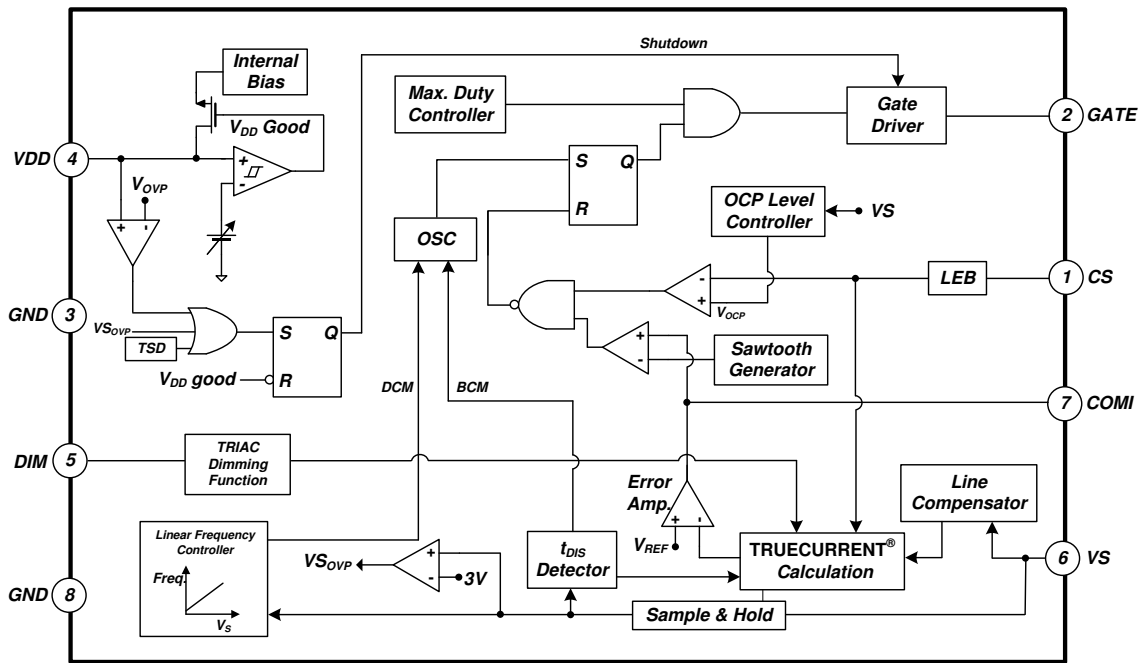 Shutdown
Internal
Bias
Max. Duty
Controller
Gate
Driver
2 GATE
VDD Good
VDD 4
+
-
VOVP
+ -
S Q
R
OSC
OCP Level
Controller
VS
LEB
1 CS
-
+
VOCP
GND 3
VSOVP
TSD
S Q
R
VDD good
DCM
BCM
+
-
Sawtooth
Generator
7 COMI
DIM 5
TRIAC
Dimming
Function
Error
Amp.
+ -
VREF
Line
Compensator
Linear Frequency
Controller
Freq.
VS
VSOVP
+
-
3V
tDIS
Detector
TRUECURRENT®
Calculation
6 VS
GND 8
Sample & Hold